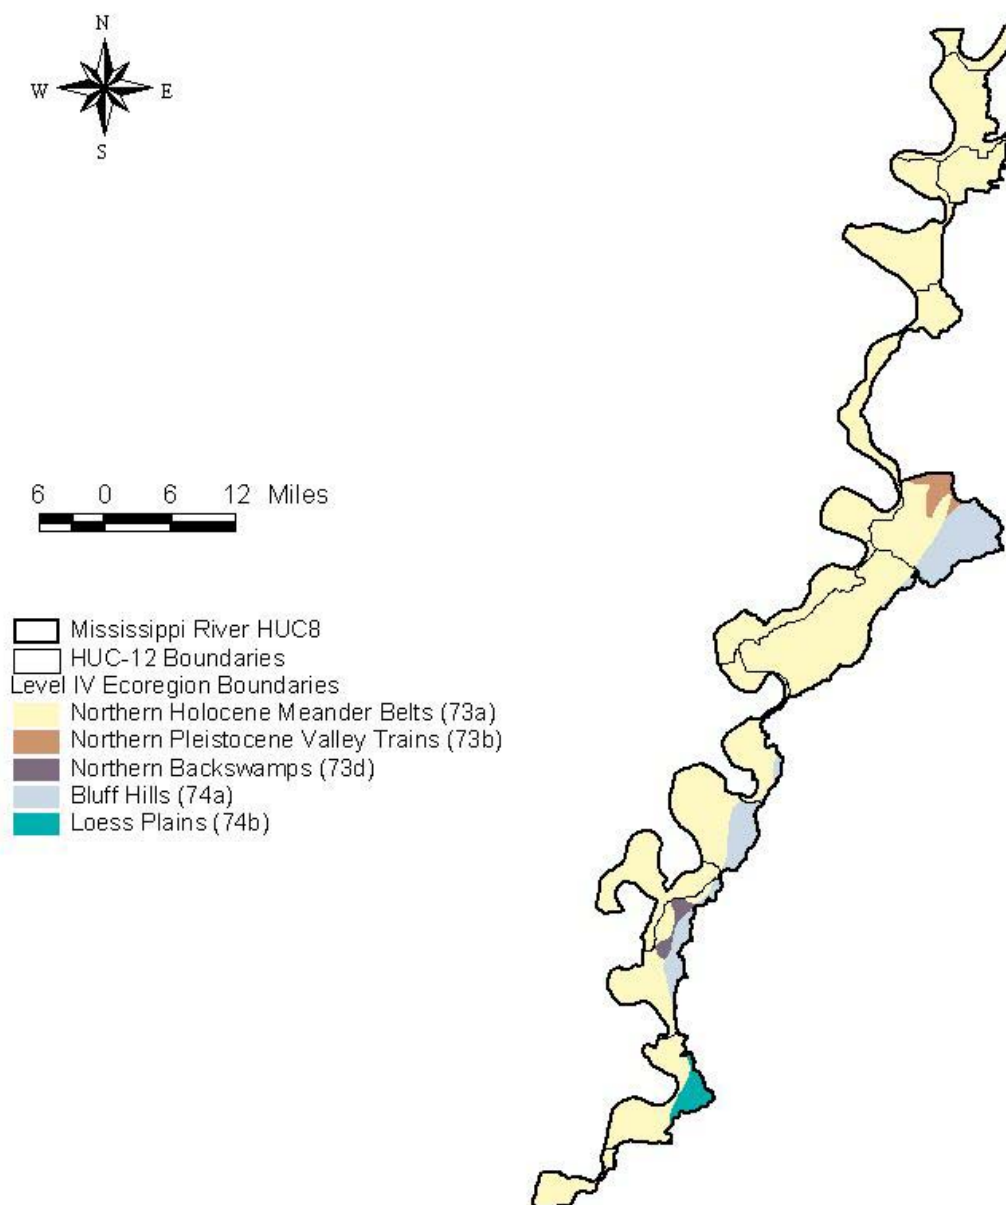 N
W E
S
6 0 6 12 Miles
Mississippi River HUC8
HUC-12 Boundaries
Level IV Ecoregion Boundaries
Northern Holocene Meander Belts (73a)
Northern Pleistocene Valley Trains (73b)
Northern Backswamps (73d)
Bluff Hills (74a)
Loess Plains (74b)